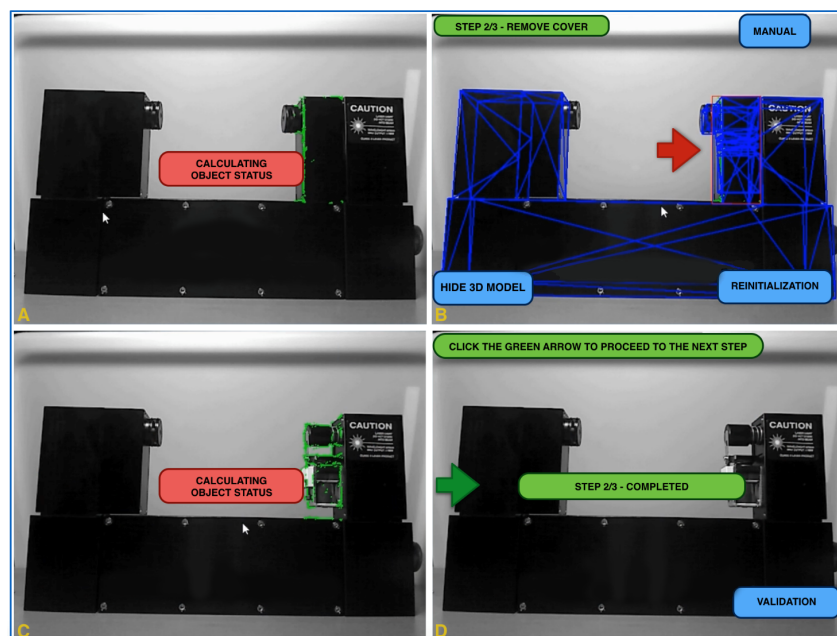 CAUTION
CALCULATING
OBJECT STATUS
A
STEP 2/3 - REMOVE COVER
MANUAL
CAUTION
HIDE 3D MODEL
REINITIALIZATION
B
CAUTION
CALCULATING
OBJECT STATUS
C
CLICK THE GREEN ARROW TO PROCEED TO THE NEXT STEP
CAUTION
STEP 2/3 - COMPLETED
VALIDATION
D